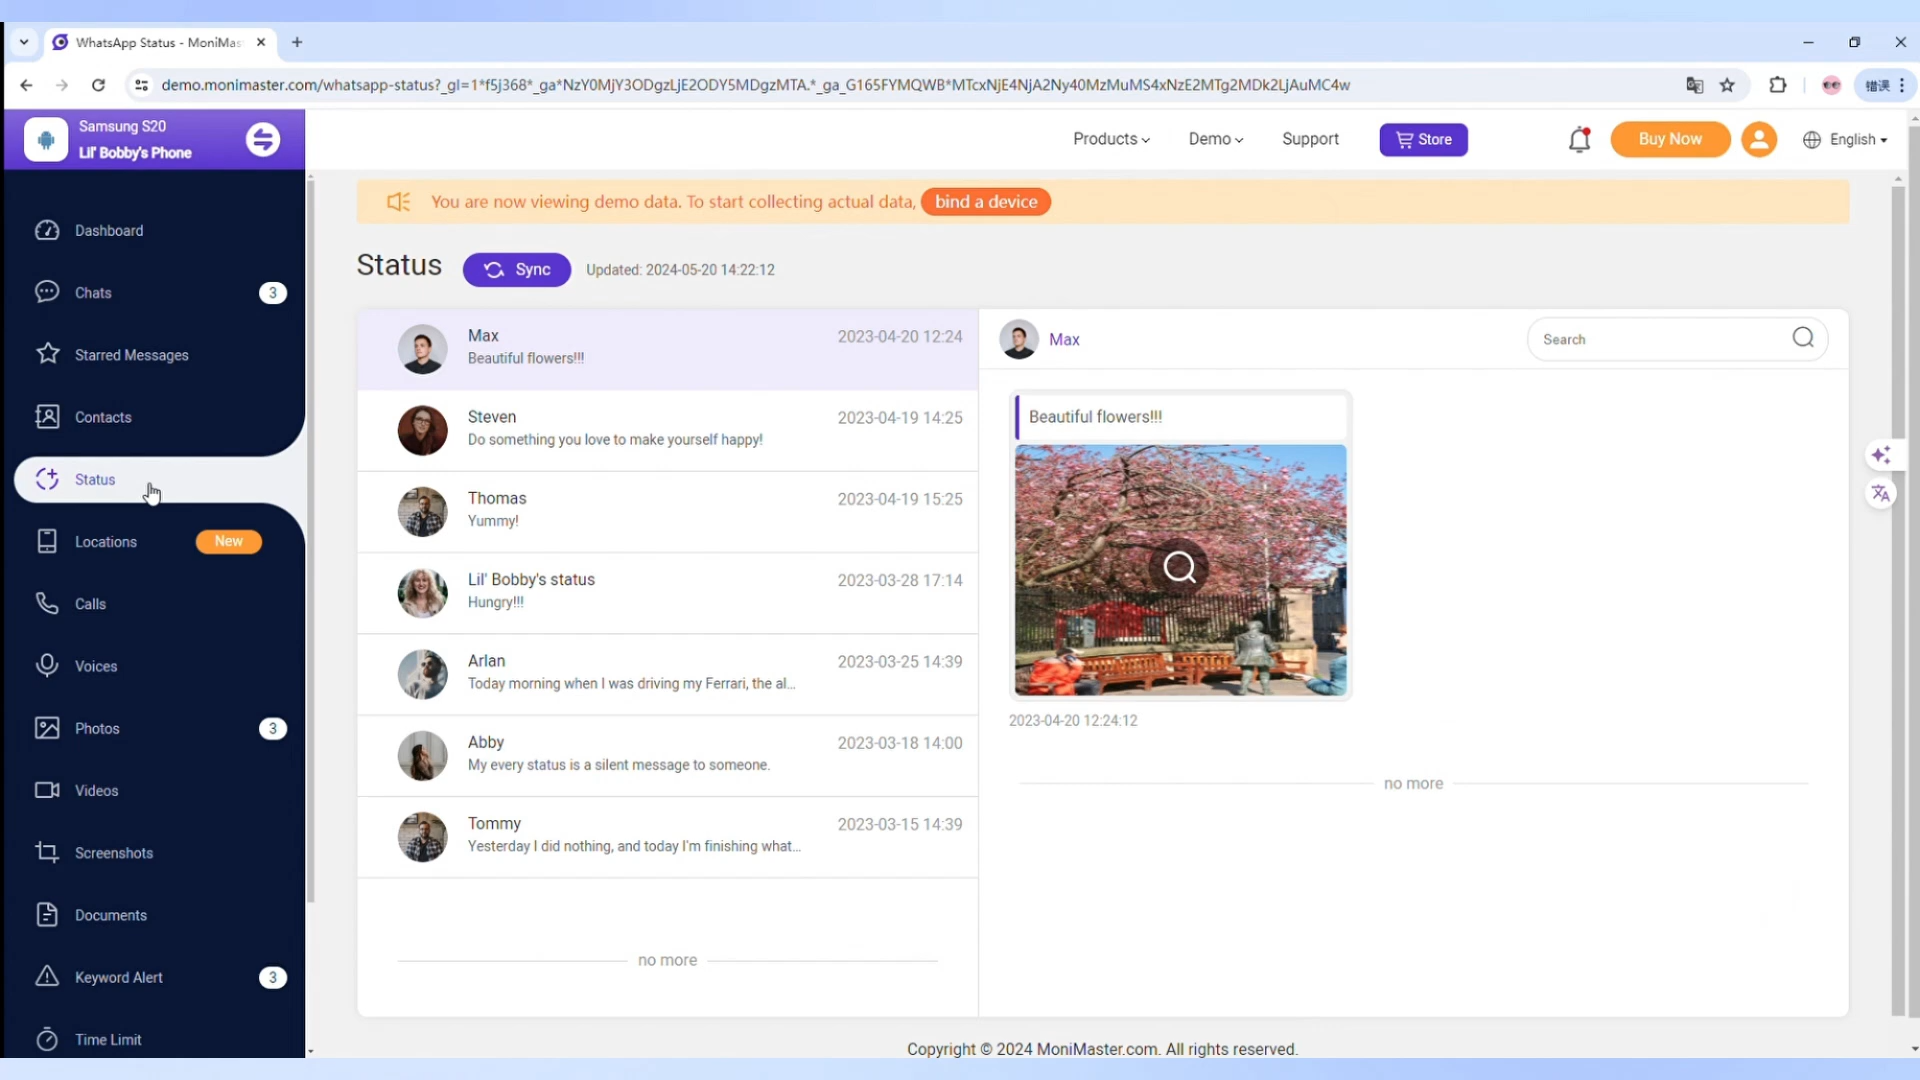 WhatsApp Status - MoniMas
demo.monimaster.com/whatsapp-status?_gl=1*f5j368*_ga*NzY0MjY3ODgzLjE2ODY5MDgzMTA.*_ga_G165FYMQWB*MTcxNjE4NjA2Ny40MzMuMS4xNzE2MTg2MDk2LjAuMC4w
错误
Samsung S20
Lil' Bobby's Phone
Products
Demo
Support
Store
Buy Now
English
You are now viewing demo data. To start collecting actual data, bind a device
Dashboard
Chats 3
Starred Messages
Contacts
Status
Locations New
Calls
Voices
Photos 3
Videos
Screenshots
Documents
Keyword Alert 3
Time Limit
Status Sync Updated: 2024-05-20 14:22:12
Max 2023-04-20 12:24
Beautiful flowers!!!
Steven 2023-04-19 14:25
Do something you love to make yourself happy!
Thomas 2023-04-19 15:25
Yummy!
Lil' Bobby's status 2023-03-28 17:14
Hungry!!!
Arlan 2023-03-25 14:39
Today morning when I was driving my Ferrari, the al...
Abby 2023-03-18 14:00
My every status is a silent message to someone.
Tommy 2023-03-15 14:39
Yesterday I did nothing, and today I'm finishing what...
no more
Max
Search
Beautiful flowers!!!
2023-04-20 12:24:12
no more
Copyright © 2024 MoniMaster.com. All rights reserved.